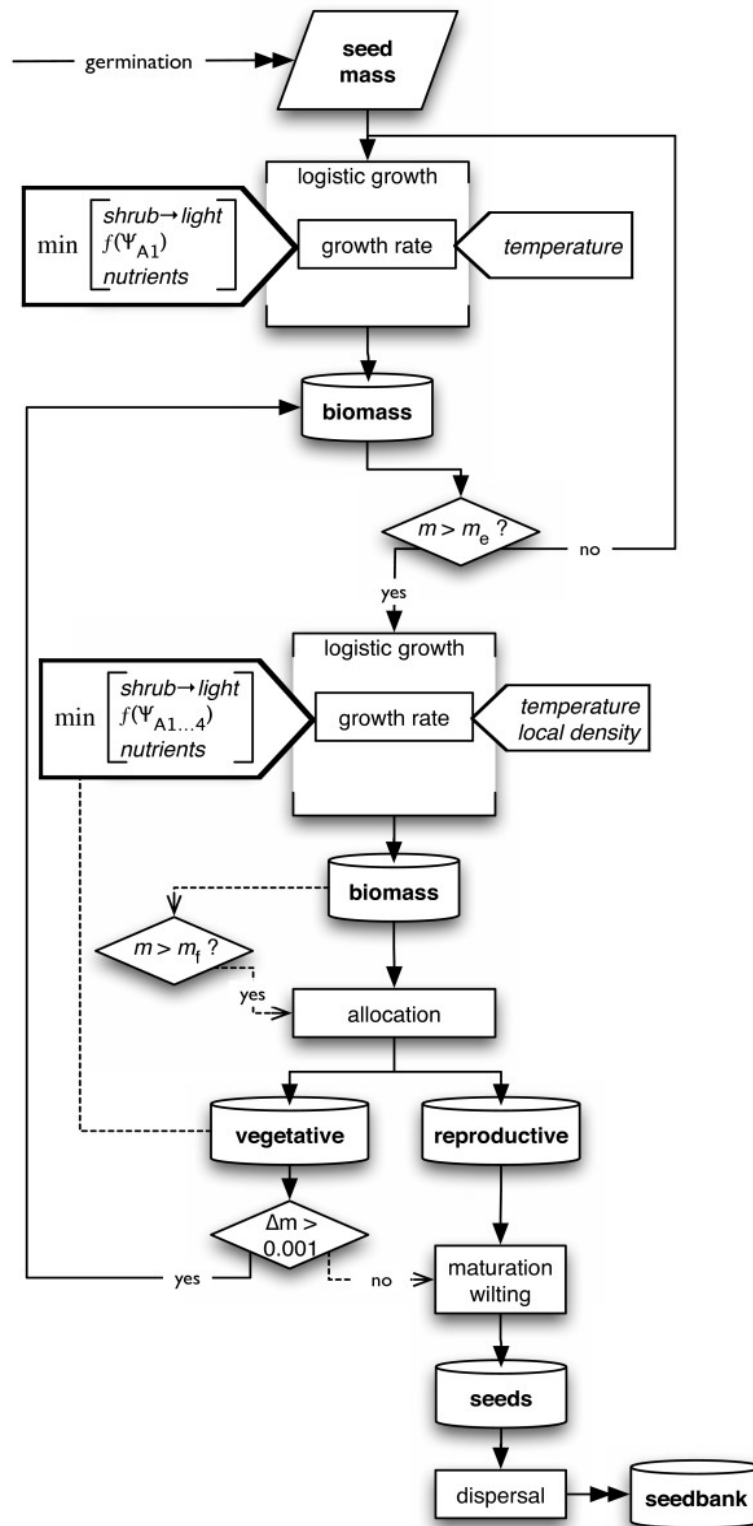 germination
seed
mass
logistic growth
min
shrub→light
f(Ψ_A1)
nutrients
growth rate
temperature
biomass
m > m_e ?
no
yes
logistic growth
min
shrub→light
f(Ψ_A1…4)
nutrients
growth rate
temperature
local density
biomass
m > m_f ?
yes
allocation
vegetative
reproductive
Δm >
0.001
yes
no
maturation
wilting
seeds
dispersal
seedbank